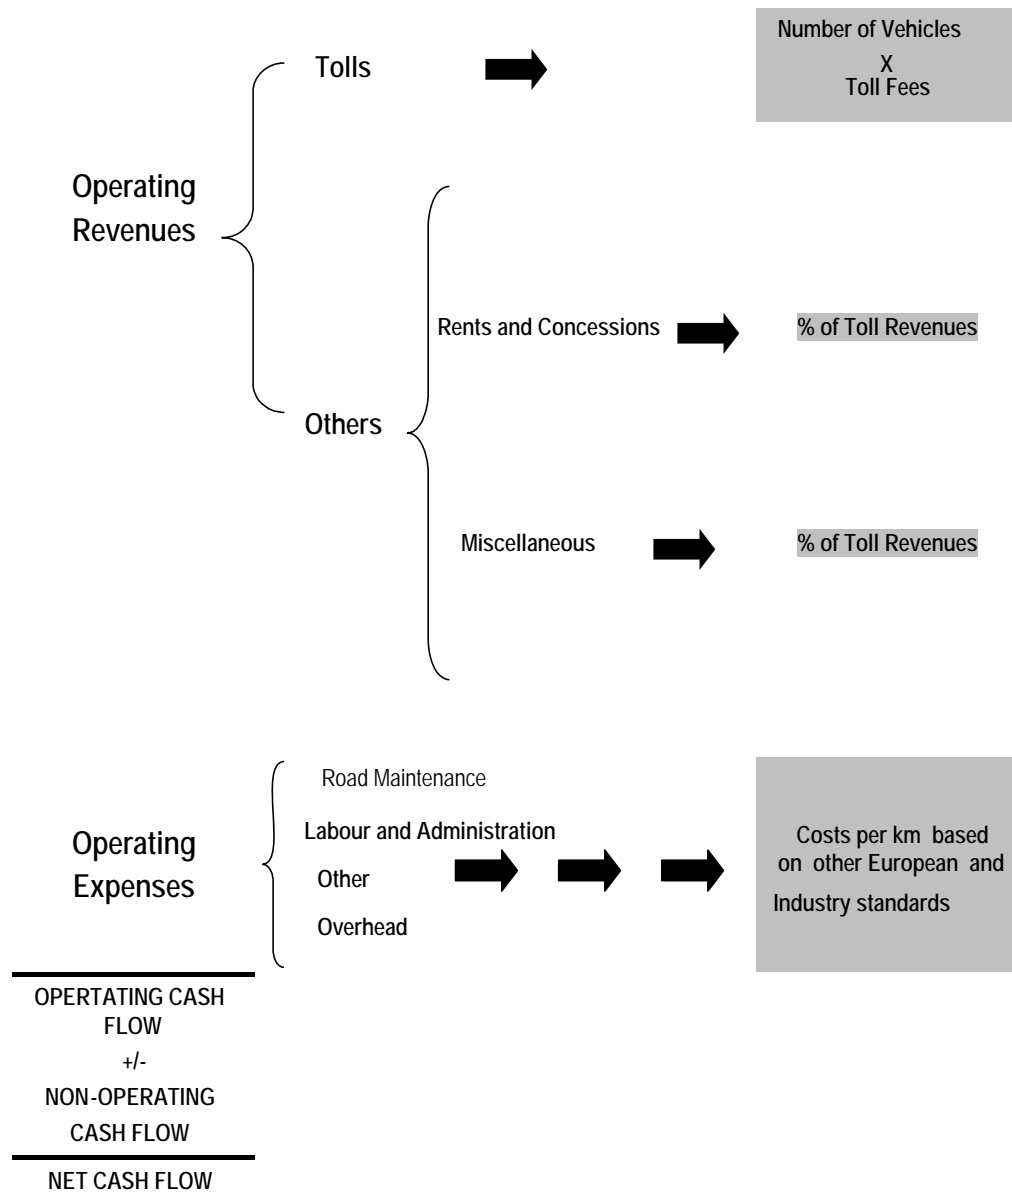 Number of Vehicles
X
Toll Fees
Tolls
Operating
Revenues
Rents and Concessions
% of Toll Revenues
Others
Miscellaneous
% of Toll Revenues
Road Maintenance
Labour and Administration
Operating
Expenses
Other
Overhead
Costs per km based
on other European and
Industry standards
OPERTATING CASH
FLOW
+/-
NON-OPERATING
CASH FLOW
NET CASH FLOW